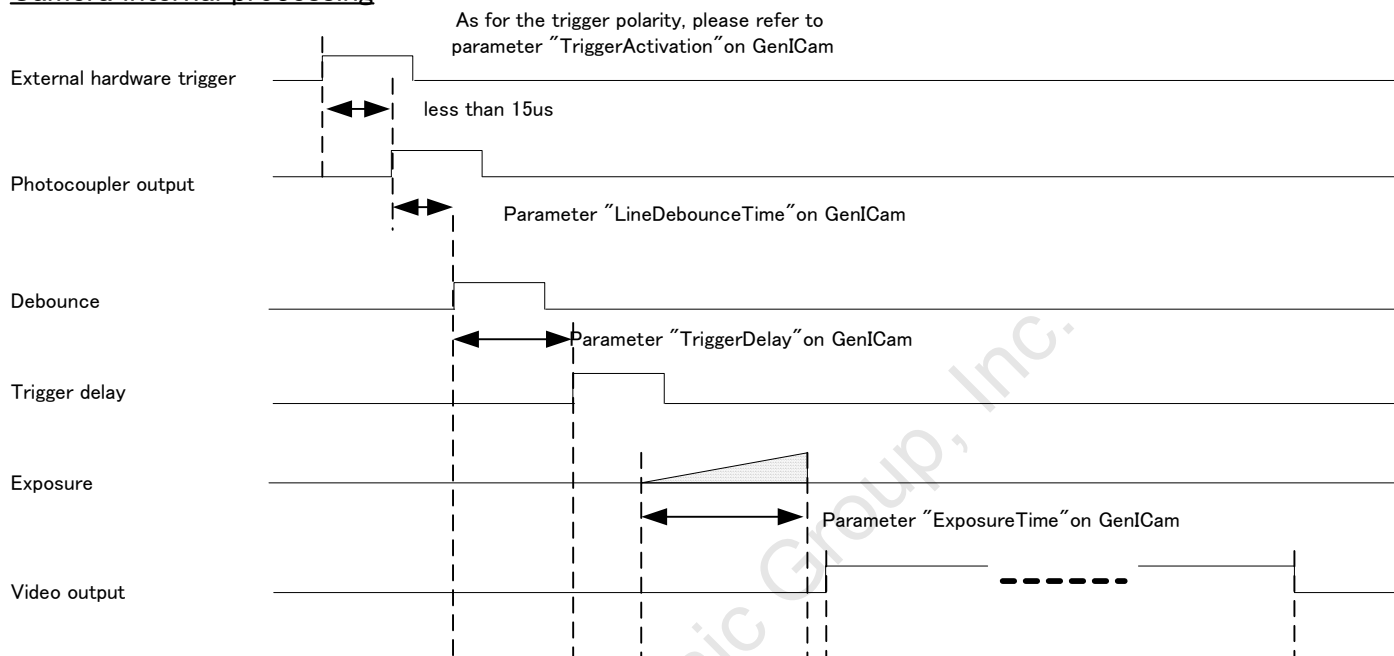 Camera internal processing
As for the trigger polarity, please refer to
parameter "TriggerActivation"on GenICam
External hardware trigger
less than 15us
Photocoupler output
Parameter "LineDebounceTime"on GenICam
Debounce
Parameter "TriggerDelay"on GenICam
Trigger delay
Exposure
Parameter "ExposureTime"on GenICam
Video output
Group, Inc.